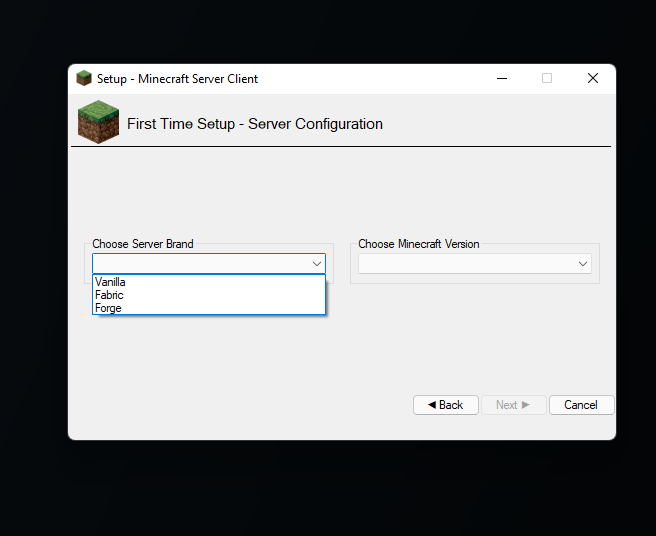 Setup - Minecraft Server Client
First Time Setup - Server Configuration
Choose Server Brand
Choose Minecraft Version
Vanilla
Fabric
Forge
◄ Back
Next ►
Cancel